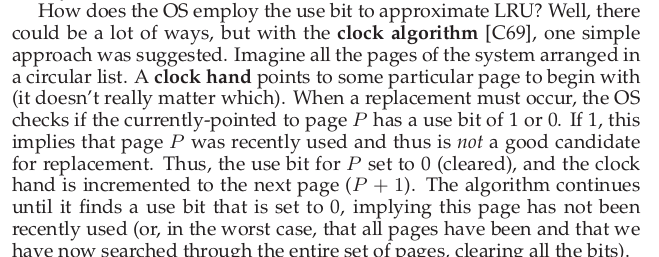 How does the OS employ the use bit to approximate LRU? Well, there
could be a lot of ways, but with the clock algorithm [C69], one simple
approach was suggested. Imagine all the pages of the system arranged in
a circular list. A clock hand points to some particular page to begin with
(it doesn't really matter which). When a replacement must occur, the OS
checks if the currently-pointed to page P has a use bit of 1 or 0. If 1, this
implies that page P was recently used and thus is not a good candidate
for replacement. Thus, the use bit for P set to 0 (cleared), and the clock
hand is incremented to the next page (P + 1). The algorithm continues
until it finds a use bit that is set to 0, implying this page has not been
recently used (or, in the worst case, that all pages have been and that we
have now searched through the entire set of pages, clearing all the bits).